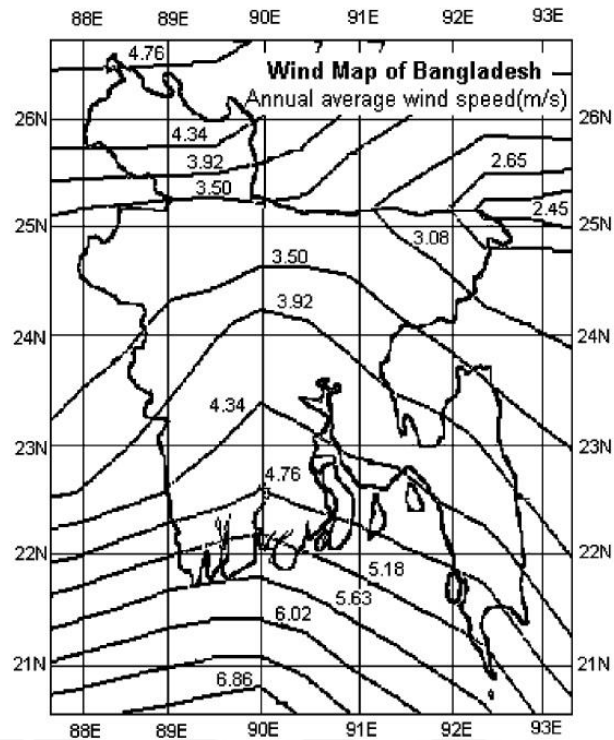 88E 89E 90E 91E 92E 93E
4.76
Wind Map of Bangladesh
Annual average wind speed(m/s)
26N 26N
4.34
3.92
2.65
3.50
2.45
25N 25N
3.08
3.50
3.92
24N 24N
4.34
23N 23N
4.76
22N 22N
5.18
5.63
6.02
21N 21N
6.86
88E 89E 90E 91E 92E 93E